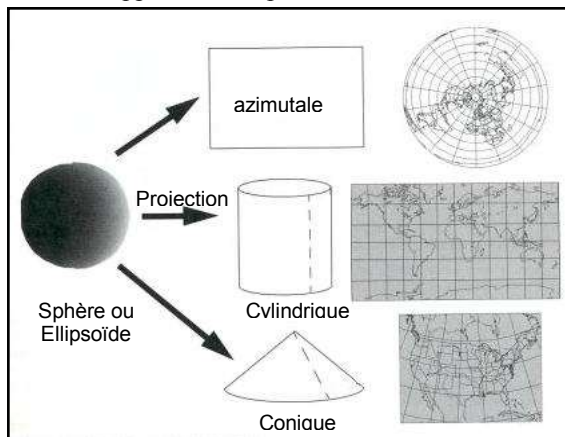 azimutale
Projection
Sphère ou
Ellipsoïde
Cylindrique
Conique